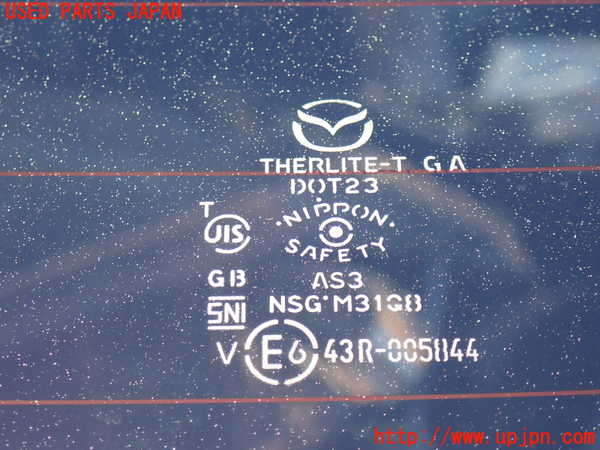 USED PARTS JAPAN
THERLITE-T GA
DOT23
T
JIS
·NIPPON·
SAFETY
GB
AS3
SNI
NSG·M31G8
V E6 43R-005844
http://www.upjpn.com/